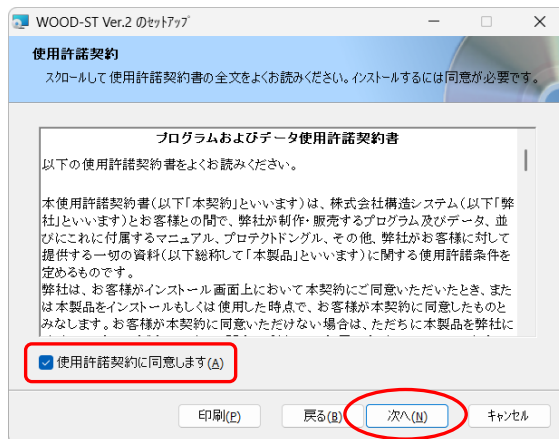 WOOD-ST Ver.2 のｾｯﾄｱｯﾌﾟ
使用許諾契約
スクロールして使用許諾契約書の全文をよくお読みください。インストールするには同意が必要です。
プログラムおよびデータ使用許諾契約書
以下の使用許諾契約書をよくお読みください。
本使用許諾契約書(以下「本契約」といいます)は、株式会社構造システム(以下「弊
社」といいます)とお客様との間で、弊社が制作・販売するプログラム及びデータ、並
びにこれに付属するマニュアル、プロテクトドングル、その他、弊社がお客様に対して
提供する一切の資料(以下総称して「本製品」といいます)に関する使用許諾条件を
定めるものです。
弊社は、お客様がインストール画面上において本契約にご同意いただいたとき、また
は本製品をインストールもしくは使用した時点で、お客様が本契約に同意したものと
みなします。お客様が本契約に同意いただけない場合は、ただちに本製品を弊社に
使用許諾契約に同意します(A)
印刷(P)
戻る(B)
次へ(N)
キャンセル